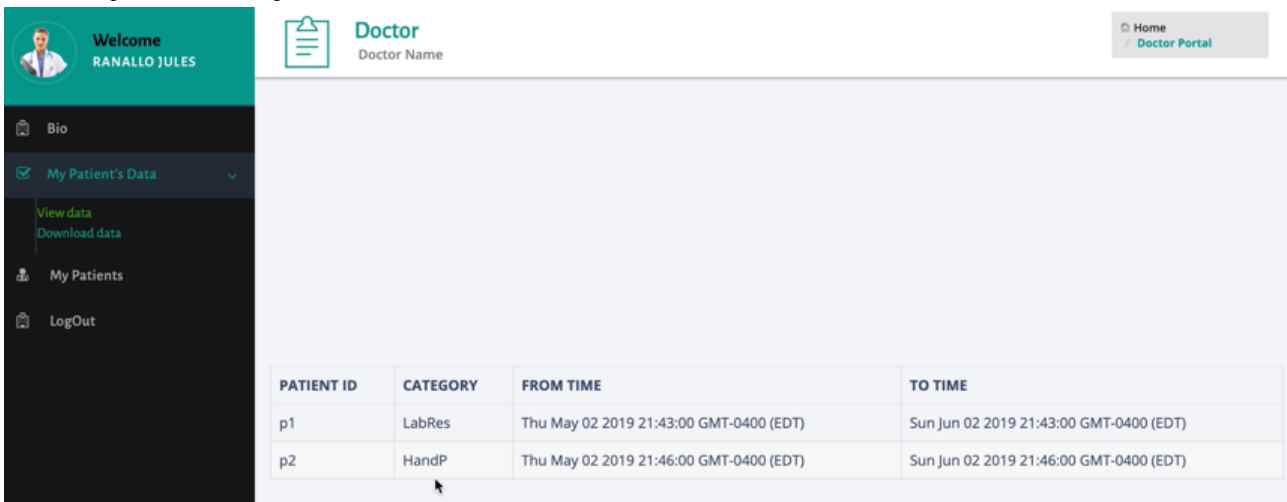 Welcome
RANALLO JULES
Doctor
Doctor Name
Home
/ Doctor Portal
Bio
My Patient's Data
View data
Download data
My Patients
LogOut
PATIENT ID CATEGORY FROM TIME TO TIME
p1 LabRes Thu May 02 2019 21:43:00 GMT-0400 (EDT) Sun Jun 02 2019 21:43:00 GMT-0400 (EDT)
p2 HandP Thu May 02 2019 21:46:00 GMT-0400 (EDT) Sun Jun 02 2019 21:46:00 GMT-0400 (EDT)